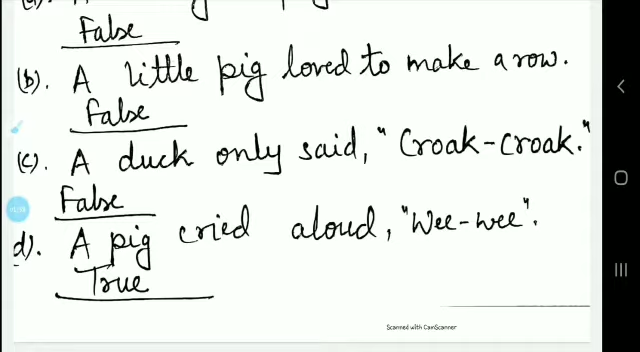 False
(b). A little pig loved to make a row.
False
(c). A duck only said, "Croak-Croak."
False
d). A pig cried aloud, "Wee-wee".
True
Scanned with CamScanner